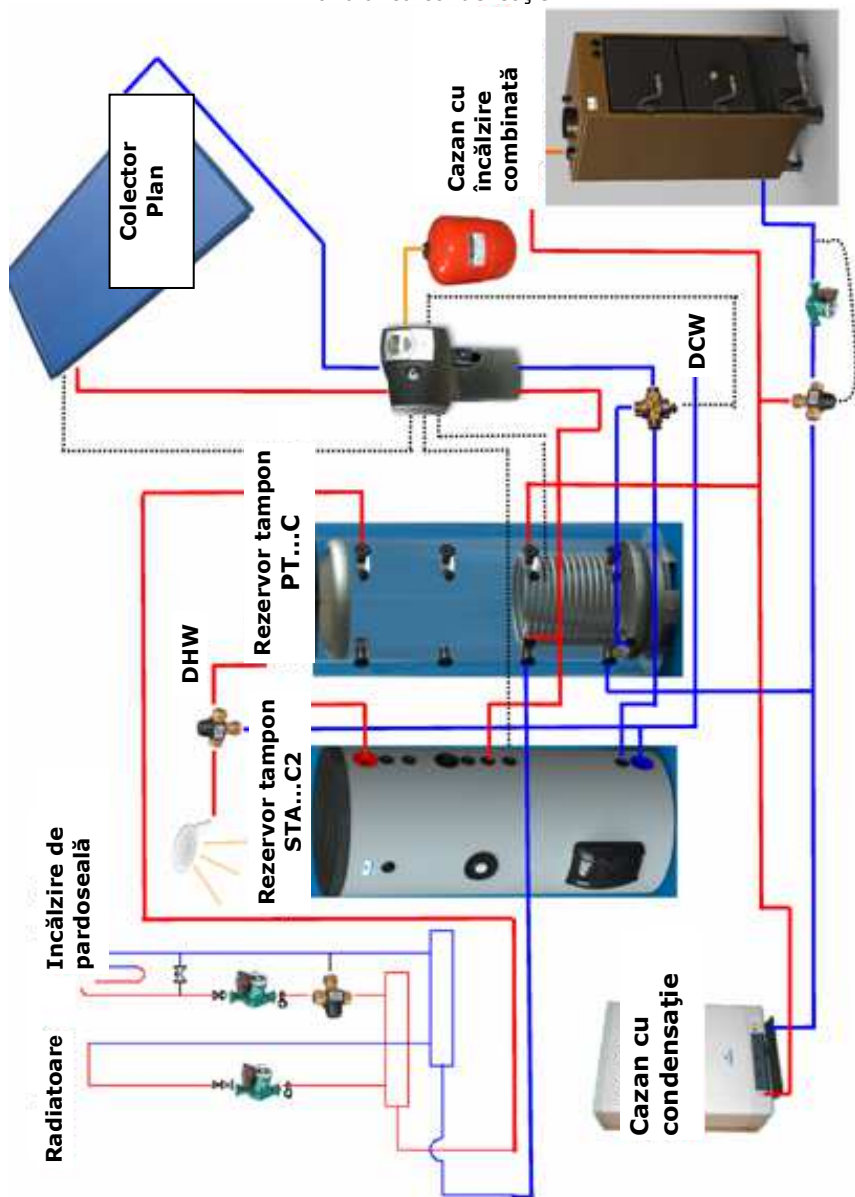 Colector
Plan
Cazan cu
încălzire
combinată
DCW
Rezervor tampon
PT...C
DHW
Rezervor tampon
STA...C2
Incălzire de
pardoseală
Radiatoare
Cazan cu
condensaţie